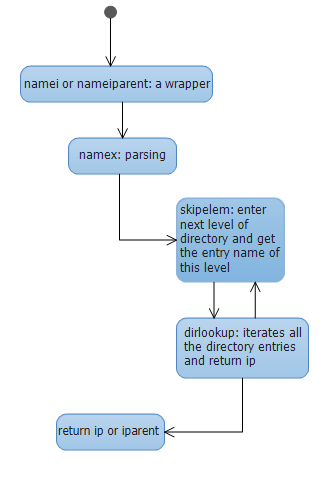 namei or nameiparent: a wrapper
namex: parsing
skipelem: enter
next level of
directory and get
the entry name of
this level
dirlookup: iterates all
the directory entries
and return ip
return ip or iparent